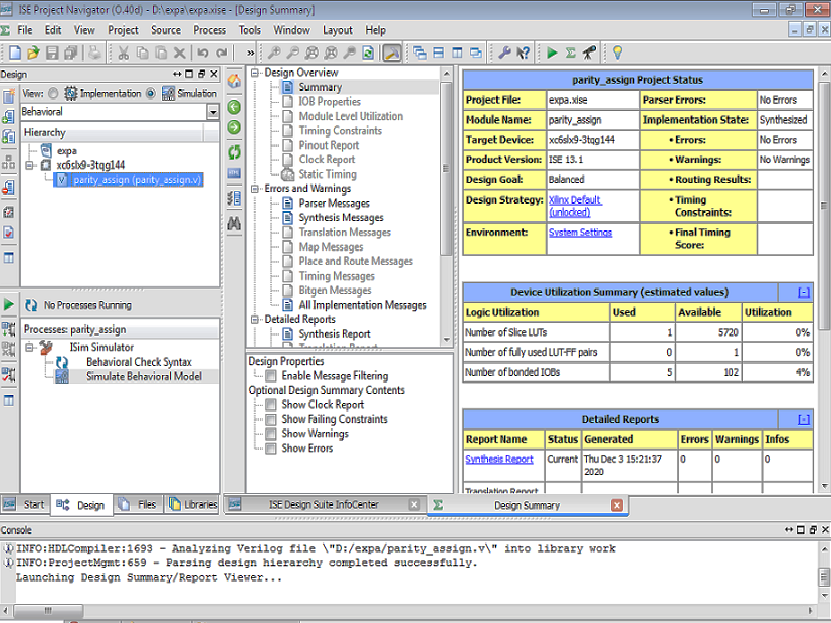 ISE Project Navigator (O.40d) - D:\expa\expa.xise - [Design Summary]
File Edit View Project Source Process Tools Window Layout Help
Design
View: Implementation Simulation
Behavioral
Hierarchy
expa
xc6slx9-3tqg144
parity_assign (parity_assign.v)
No Processes Running
Processes: parity_assign
ISim Simulator
Behavioral Check Syntax
Simulate Behavioral Model
Start Design Files Libraries
Design Overview
Summary
IOB Properties
Module Level Utilization
Timing Constraints
Pinout Report
Clock Report
Static Timing
Errors and Warnings
Parser Messages
Synthesis Messages
Translation Messages
Map Messages
Place and Route Messages
Timing Messages
Bitgen Messages
All Implementation Messages
Detailed Reports
Synthesis Report
Translation Report
Design Properties
Enable Message Filtering
Optional Design Summary Contents
Show Clock Report
Show Failing Constraints
Show Warnings
Show Errors
parity_assign Project Status
Project File: expa.xise Parser Errors: No Errors
Module Name: parity_assign Implementation State: Synthesized
Target Device: xc6slx9-3tqg144 • Errors: No Errors
Product Version: ISE 13.1 • Warnings: No Warnings
Design Goal: Balanced • Routing Results:
Design Strategy: Xilinx Default (unlocked) • Timing Constraints:
Environment: System Settings • Final Timing Score:
Device Utilization Summary (estimated values) [-]
Logic Utilization Used Available Utilization
Number of Slice LUTs 1 5720 0%
Number of fully used LUT-FF pairs 0 1 0%
Number of bonded IOBs 5 102 4%
Detailed Reports [-]
Report Name Status Generated Errors Warnings Infos
Synthesis Report Current Thu Dec 3 15:21:37 2020 0 0 0
Translation Report
ISE Design Suite InfoCenter Design Summary
Console
INFO:HDLCompiler:1693 - Analyzing Verilog file \"D:/expa/parity_assign.v\" into library work
INFO:ProjectMgmt:659 - Parsing design hierarchy completed successfully.
Launching Design Summary/Report Viewer...